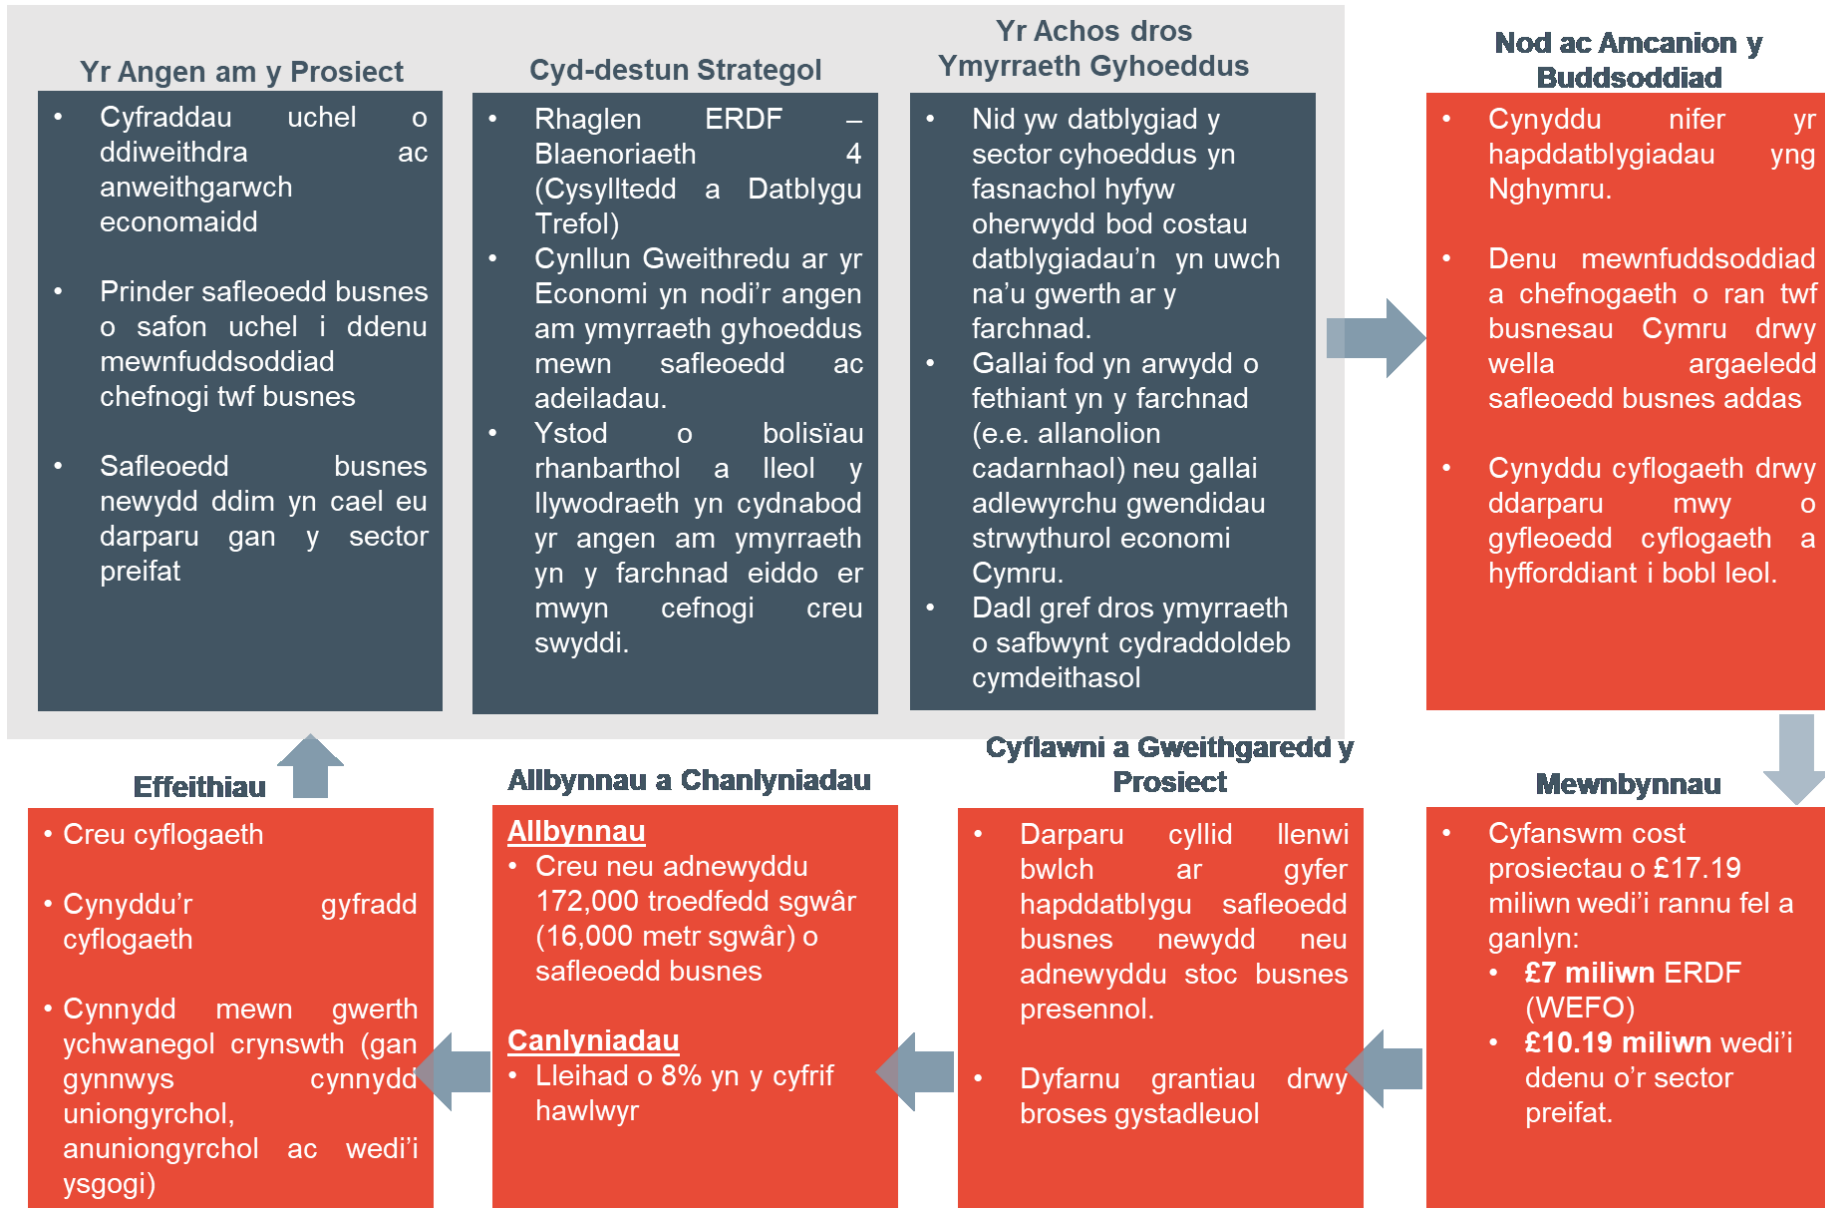 Yr Angen am y Prosiect
• Cyfraddau uchel o
ddiweithdra ac
anweithgarwch
economaidd
• Prinder safleoedd busnes
o safon uchel i ddenu
mewnfuddsoddiad
chefnogi twf busnes
• Safleoedd busnes
newydd ddim yn cael eu
darparu gan y sector
preifat
Cyd-destun Strategol
• Rhaglen ERDF –
Blaenoriaeth 4
(Cysylltedd a Datblygu
Trefol)
• Cynllun Gweithredu ar yr
Economi yn nodi’r angen
am ymyrraeth gyhoeddus
mewn safleoedd ac
adeiladau.
• Ystod o bolisïau
rhanbarthol a lleol y
llywodraeth yn cydnabod
yr angen am ymyrraeth
yn y farchnad eiddo er
mwyn cefnogi creu
swyddi.
Yr Achos dros
Ymyrraeth Gyhoeddus
• Nid yw datblygiad y
sector cyhoeddus yn
fasnachol hyfyw
oherwydd bod costau
datblygiadau’n yn uwch
na’u gwerth ar y
farchnad.
• Gallai fod yn arwydd o
fethiant yn y farchnad
(e.e. allanolion
cadarnhaol) neu gallai
adlewyrchu gwendidau
strwythurol economi
Cymru.
• Dadl gref dros ymyrraeth
o safbwynt cydraddoldeb
cymdeithasol
Nod ac Amcanion y
Buddsoddiad
• Cynyddu nifer yr
hapddatblygiadau yng
Nghymru.
• Denu mewnfuddsoddiad
a chefnogaeth o ran twf
busnesau Cymru drwy
wella argaeledd
safleoedd busnes addas
• Cynyddu cyflogaeth drwy
ddarparu mwy o
gyfleoedd cyflogaeth a
hyfforddiant i bobl leol.
Mewnbynnau
• Cyfanswm cost
prosiectau o £17.19
miliwn wedi’i rannu fel a
ganlyn:
• £7 miliwn ERDF
(WEFO)
• £10.19 miliwn wedi’i
ddenu o’r sector
preifat.
Cyflawni a Gweithgaredd y
Prosiect
• Darparu cyllid llenwi
bwlch ar gyfer
hapddatblygu safleoedd
busnes newydd neu
adnewyddu stoc busnes
presennol.
• Dyfarnu grantiau drwy
broses gystadleuol
Allbynnau a Chanlyniadau
Allbynnau
• Creu neu adnewyddu
172,000 troedfedd sgwâr
(16,000 metr sgwâr) o
safleoedd busnes
Canlyniadau
• Lleihad o 8% yn y cyfrif
hawlwyr
Effeithiau
• Creu cyflogaeth
• Cynyddu’r gyfradd
cyflogaeth
• Cynnydd mewn gwerth
ychwanegol crynswth (gan
gynnwys cynnydd
uniongyrchol,
anuniongyrchol ac wedi’i
ysgogi)